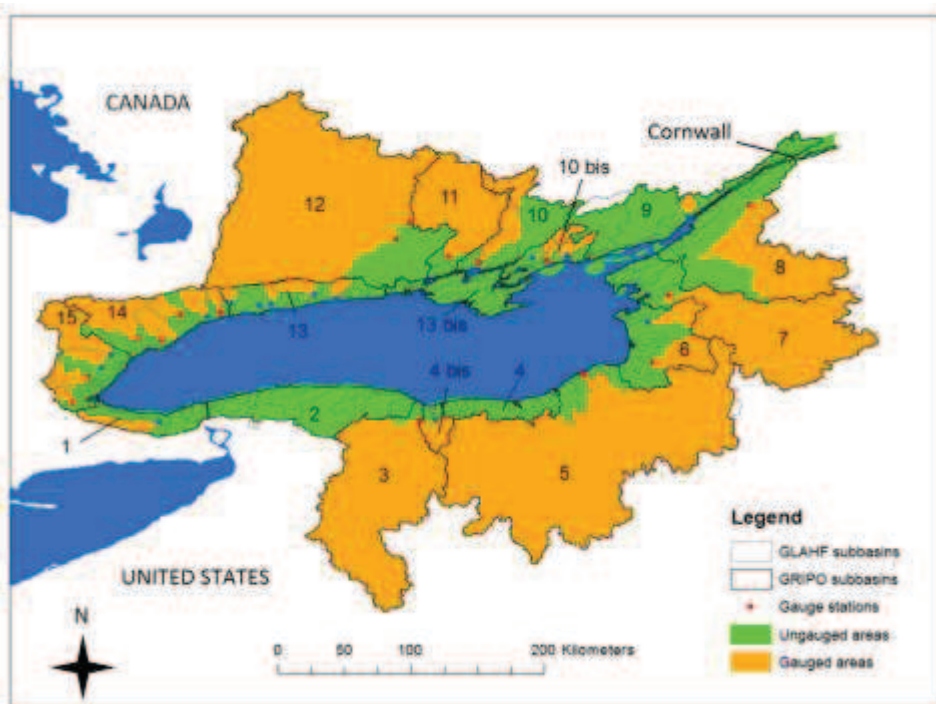 CANADA
Cornwall
10 bis
12
11
10
9
8
15
14
13
13 bis
7
6
4 bis
4
2
1
3
5
Legend
GLAHF subbasins
GRIPO subbasins
Gauge stations
Ungauged areas
Gauged areas
UNITED STATES
N
0 50 100 200 Kilometers